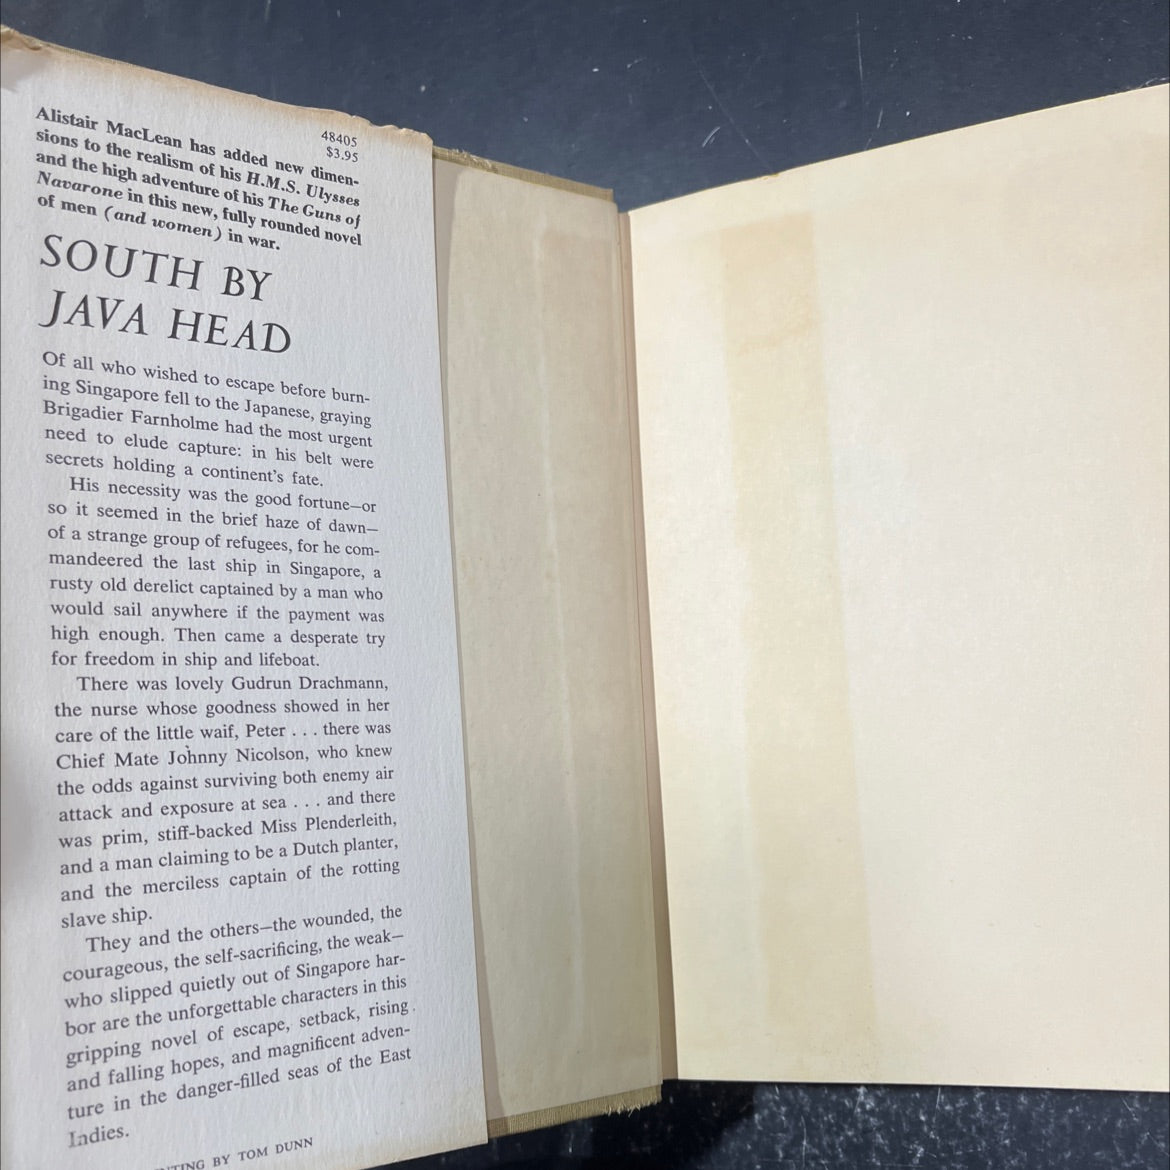 48405
$3.95
Alistair MacLean has added new dimen-
sions to the realism of his H.M.S. Ulysses
and the high adventure of his The Guns of
Navarone in this new, fully rounded novel
of men (and women) in war.
SOUTH BY
JAVA HEAD
Of all who wished to escape before burn-
ing Singapore fell to the Japanese, graying
Brigadier Farnholme had the most urgent
need to elude capture: in his belt were
secrets holding a continent's fate.
His necessity was the good fortune—or
so it seemed in the brief haze of dawn—
of a strange group of refugees, for he com-
mandeered the last ship in Singapore, a
rusty old derelict captained by a man who
would sail anywhere if the payment was
high enough. Then came a desperate try
for freedom in ship and lifeboat.
There was lovely Gudrun Drachmann,
the nurse whose goodness showed in her
care of the little waif, Peter . . . there was
Chief Mate Johnny Nicolson, who knew
the odds against surviving both enemy air
attack and exposure at sea . . . and there
was prim, stiff-backed Miss Plenderleith,
and a man claiming to be a Dutch planter,
and the merciless captain of the rotting
slave ship.
They and the others—the wounded, the
courageous, the self-sacrificing, the weak—
who slipped quietly out of Singapore har-
bor are the unforgettable characters in this
gripping novel of escape, setback, rising
and falling hopes, and magnificent adven-
ture in the danger-filled seas of the East
Indies.
BY TOM DUNN